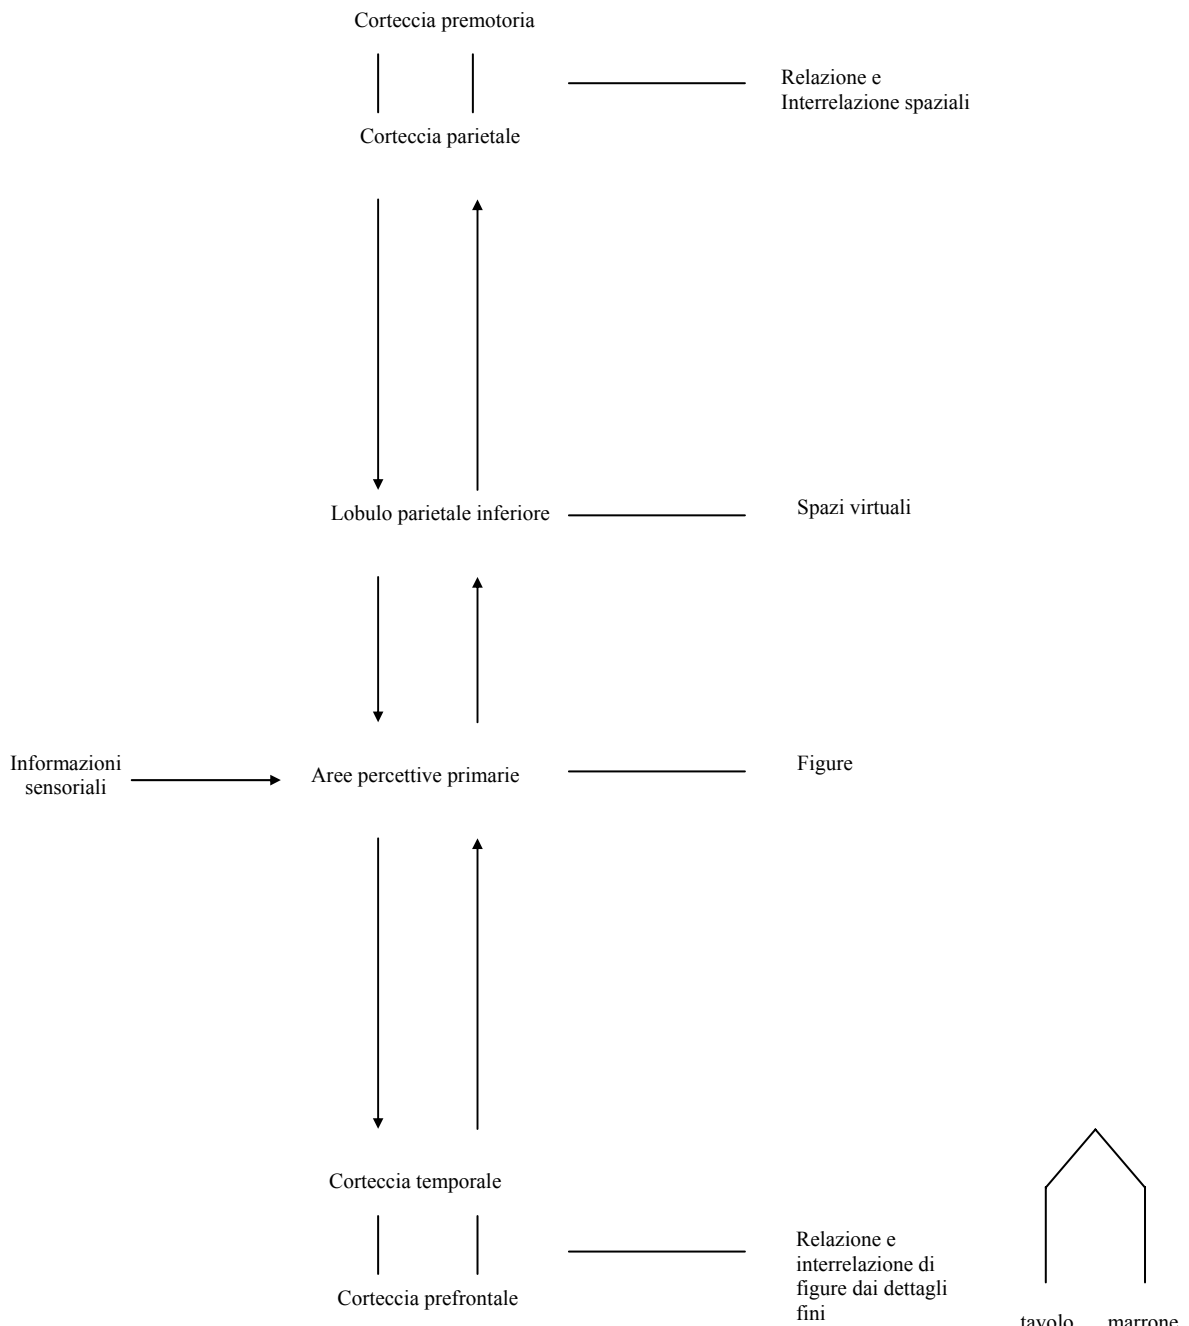 Corteccia premotoria
Relazione e
Interrelazione spaziali
Corteccia parietale
Lobulo parietale inferiore
Spazi virtuali
Informazioni
sensoriali
Aree percettive primarie
Figure
Corteccia temporale
Relazione e
interrelazione di
figure dai dettagli
fini
Corteccia prefrontale
tavolo marrone